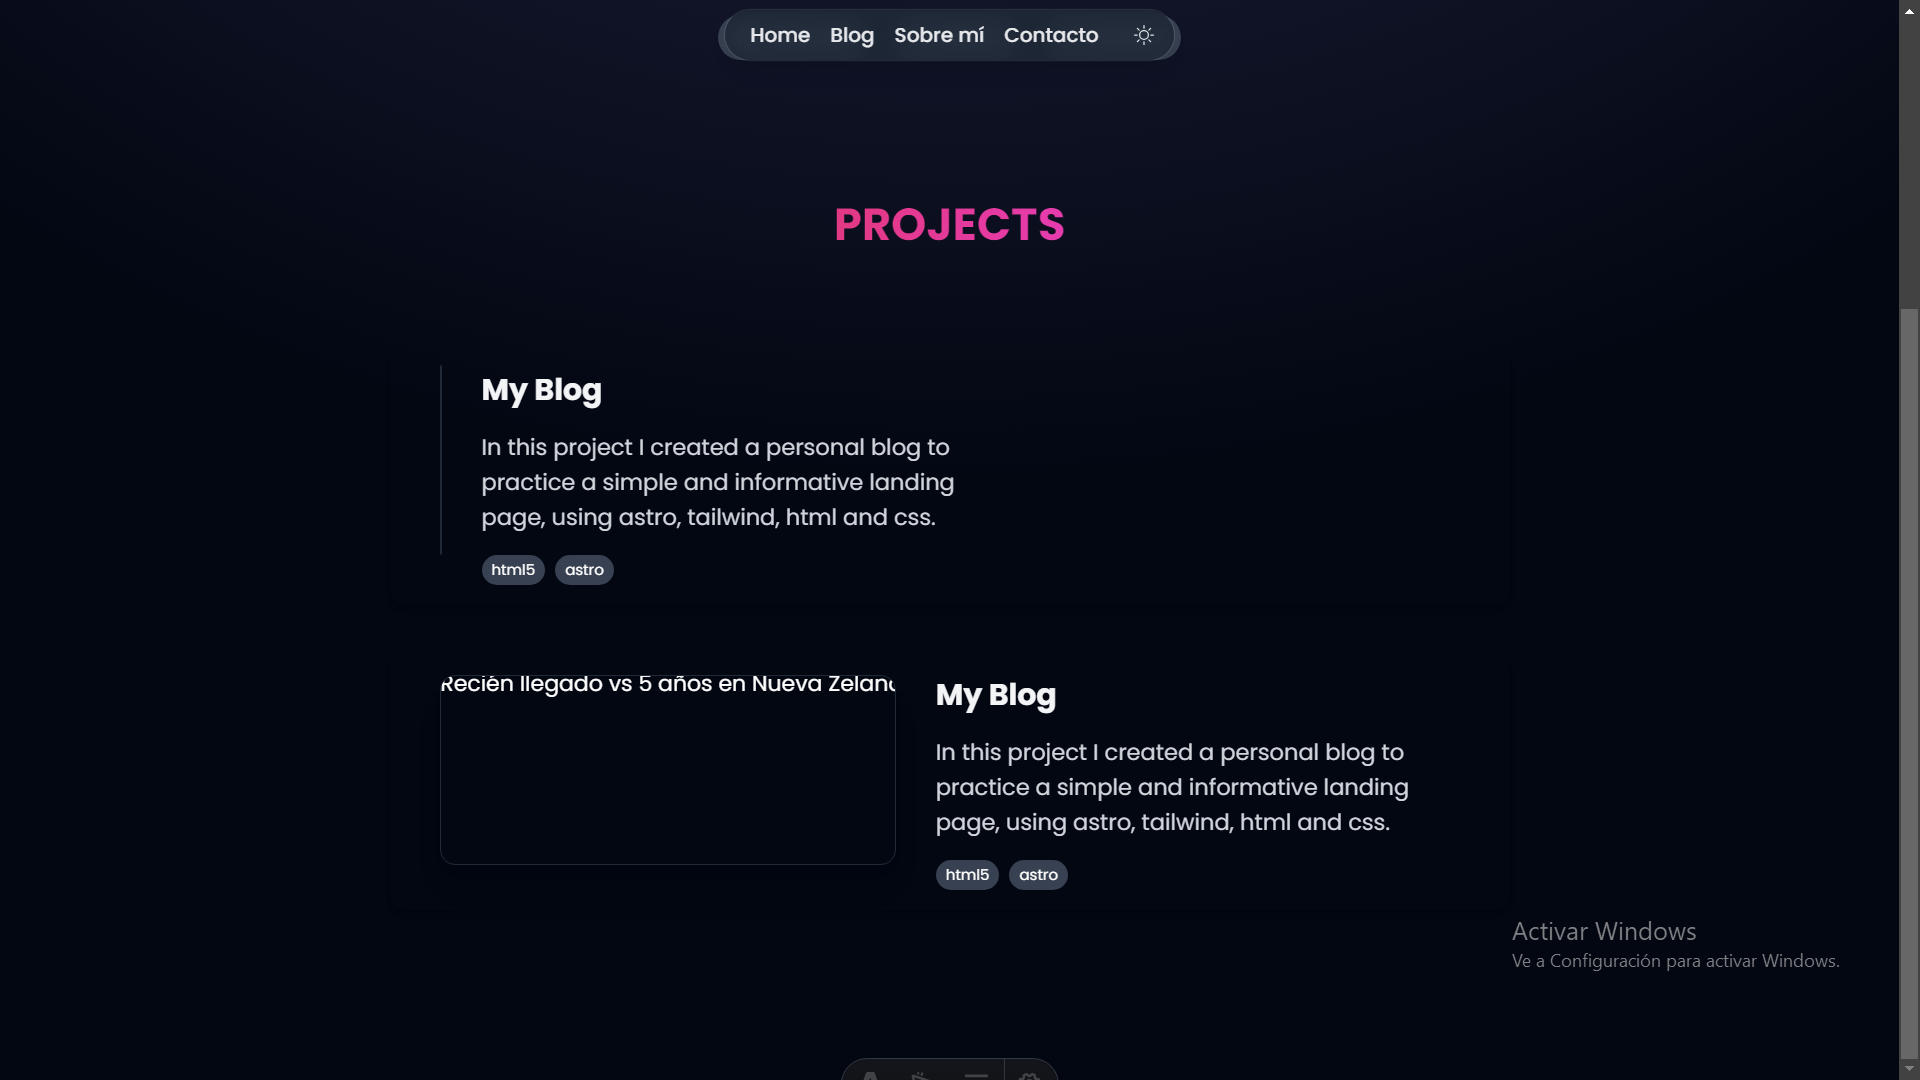 Home Blog Sobre mí Contacto
PROJECTS
My Blog
In this project I created a personal blog to
practice a simple and informative landing
page, using astro, tailwind, html and css.
html5 astro
Recién llegado vs 5 años en Nueva Zeland
My Blog
In this project I created a personal blog to
practice a simple and informative landing
page, using astro, tailwind, html and css.
html5 astro
Activar Windows
Ve a Configuración para activar Windows.